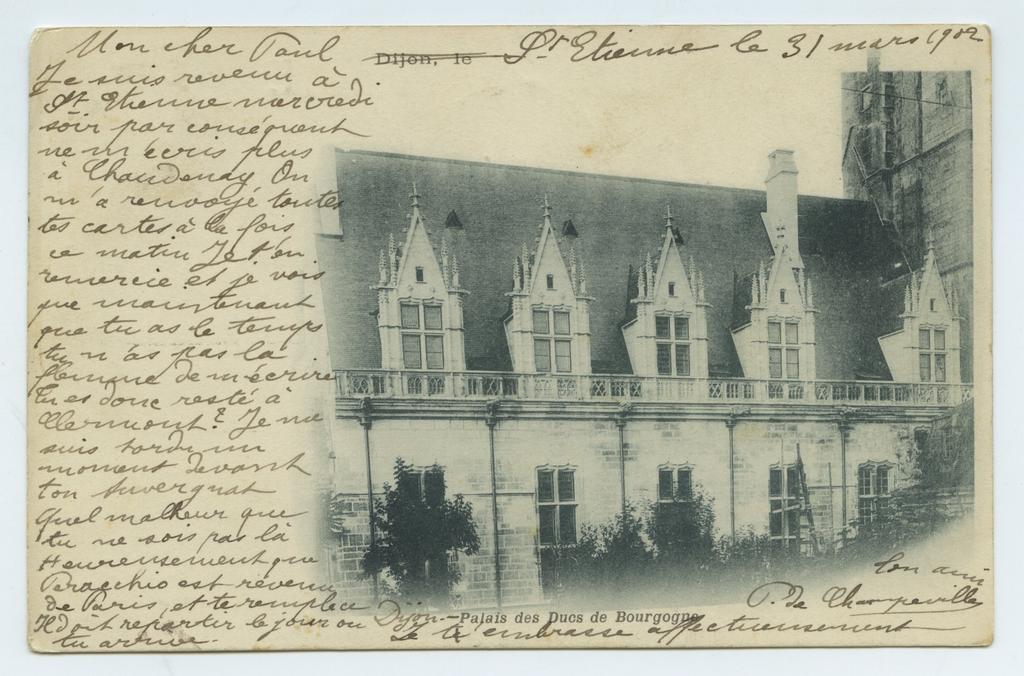 Dijon, le St Etienne le 31 mars 1902
Mon cher Paul
Je suis revenu à
St Etienne mercredi
soir par conséquent
ne m'écris plus
à Chaudenay On
m'a renvoyé toutes
tes cartes à la fois
ce matin Je t'en
remercie et je vois
que maintenant
que tu as le temps
tu n'as pas la
flemme de m'écrire
Tu es donc resté à
Clermont? Je me
suis tordu un
moment devant
ton Auvergnat
Quel malheur que
tu ne sois pas là
Heureusement que
Peracchio est revenu
de Paris, et te remplace
Il doit repartir le jour ou
tu arrive.
Dijon.—Palais des Ducs de Bourgogne
Je t'embrasse affectueusement
Ton ami
P. de Champeville